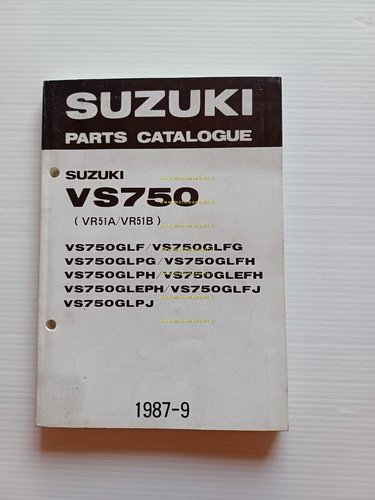 SUZUKI
PARTS CATALOGUE
SUZUKI
VS750
( VR51A/VR51B )
VS750GLF/VS750GLFG
VS750GLPG/VS750GLFH
VS750GLPH/VS750GLEFH
VS750GLEPH/VS750GLFJ
VS750GLPJ
1987-9